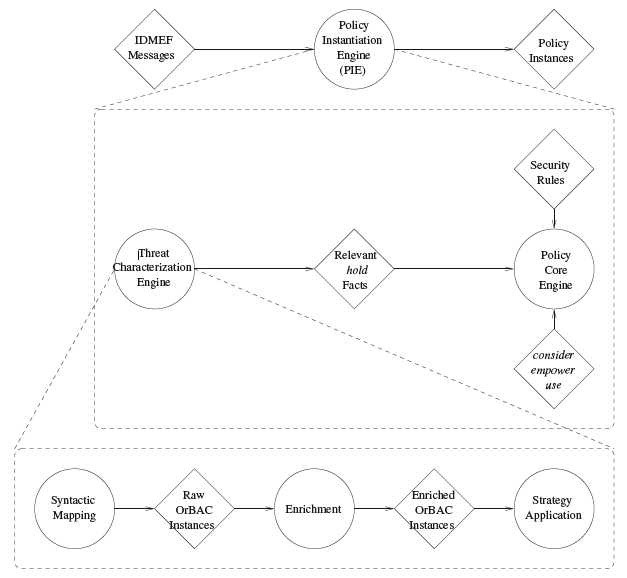 IDMEF
Messages
Policy
Instantiation
Engine
(PIE)
Policy
Instances
Security
Rules
Threat
Characterization
Engine
Relevant
hold
Facts
Policy
Core
Engine
consider
empower
use
Syntactic
Mapping
Raw
OrBAC
Instances
Enrichment
Enriched
OrBAC
Instances
Strategy
Application